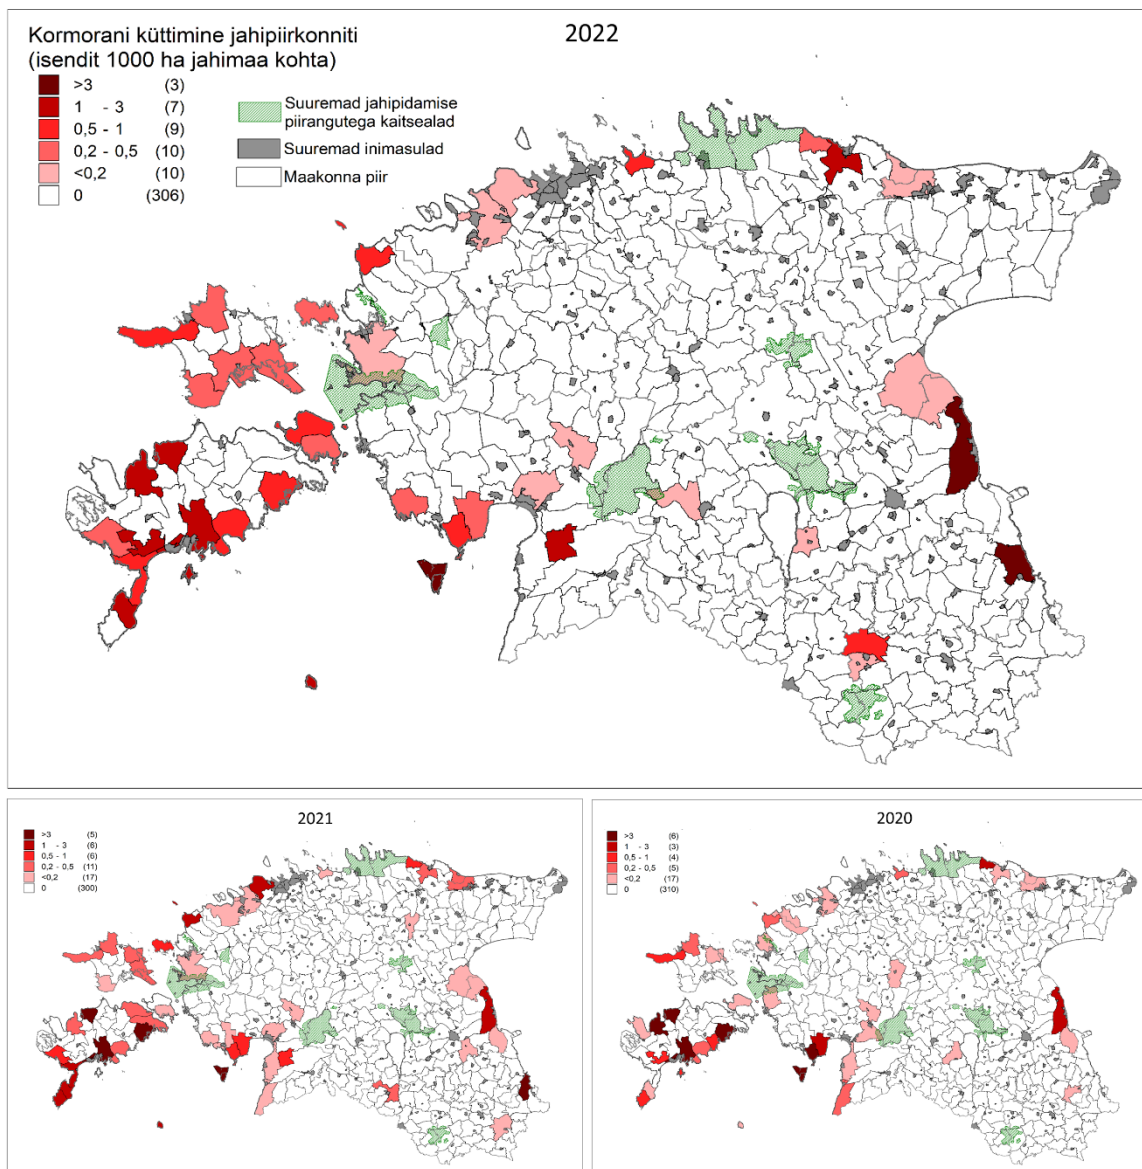 Kormorani küttimine jahipiirkonniti
(isendit 1000 ha jahimaa kohta)
2022
>3 (3)
1 - 3 (7)
0,5 - 1 (9)
0,2 - 0,5 (10)
<0,2 (10)
0 (306)
Suuremad jahipidamise
piirangutega kaitsealad
Suuremad inimasulad
Maakonna piir
2021
>3 (5)
1 - 3 (6)
0,5 - 1 (6)
0,2 - 0,5 (11)
<0,2 (17)
0 (300)
2020
>3 (6)
1 - 3 (3)
0,5 - 1 (4)
0,2 - 0,5 (5)
<0,2 (17)
0 (310)